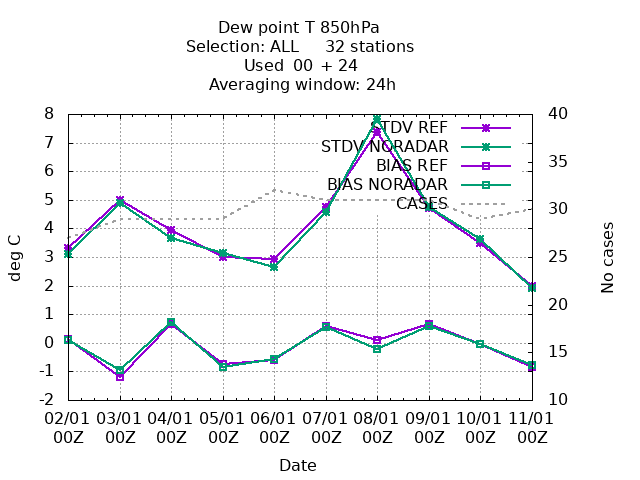 Dew point T 850hPa
Selection: ALL 32 stations
Used 00 + 24
Averaging window: 24h
8 40
STDV REF
7
STDV NORADAR
35
6
BIAS REF
BIAS NORADAR
5 30
CASES
4
deg C
3 25
No cases
2
20
1
0
15
-1
-2 10
02/01 03/01 04/01 05/01 06/01 07/01 08/01 09/01 10/01 11/01
00Z 00Z 00Z 00Z 00Z 00Z 00Z 00Z 00Z 00Z
Date